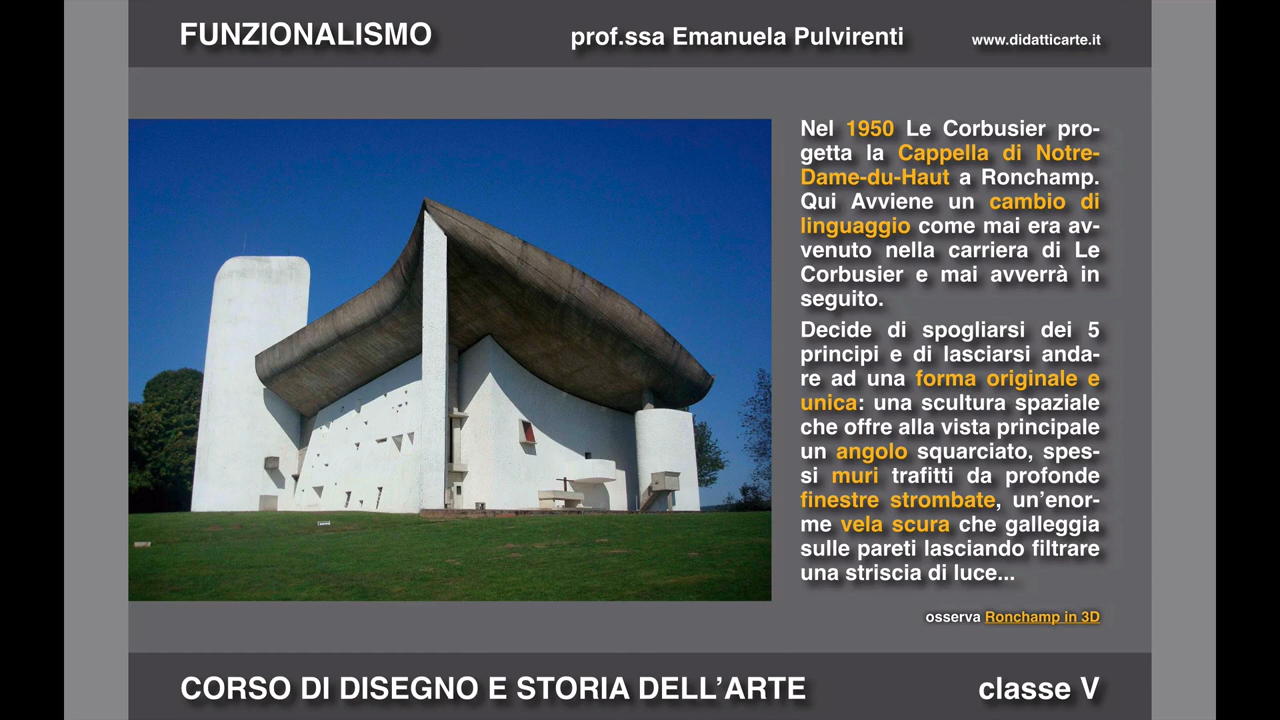 FUNZIONALISMO
prof.ssa Emanuela Pulvirenti
www.didatticarte.it
Nel 1950 Le Corbusier pro-
getta la Cappella di Notre-
Dame-du-Haut a Ronchamp.
Qui Avviene un cambio di
linguaggio come mai era av-
venuto nella carriera di Le
Corbusier e mai avverrà in
seguito.
Decide di spogliarsi dei 5
principi e di lasciarsi anda-
re ad una forma originale e
unica: una scultura spaziale
che offre alla vista principale
un angolo squarciato, spes-
si muri trafitti da profonde
finestre strombate, un’enor-
me vela scura che galleggia
sulle pareti lasciando filtrare
una striscia di luce...
osserva Ronchamp in 3D
CORSO DI DISEGNO E STORIA DELL’ARTE
classe V